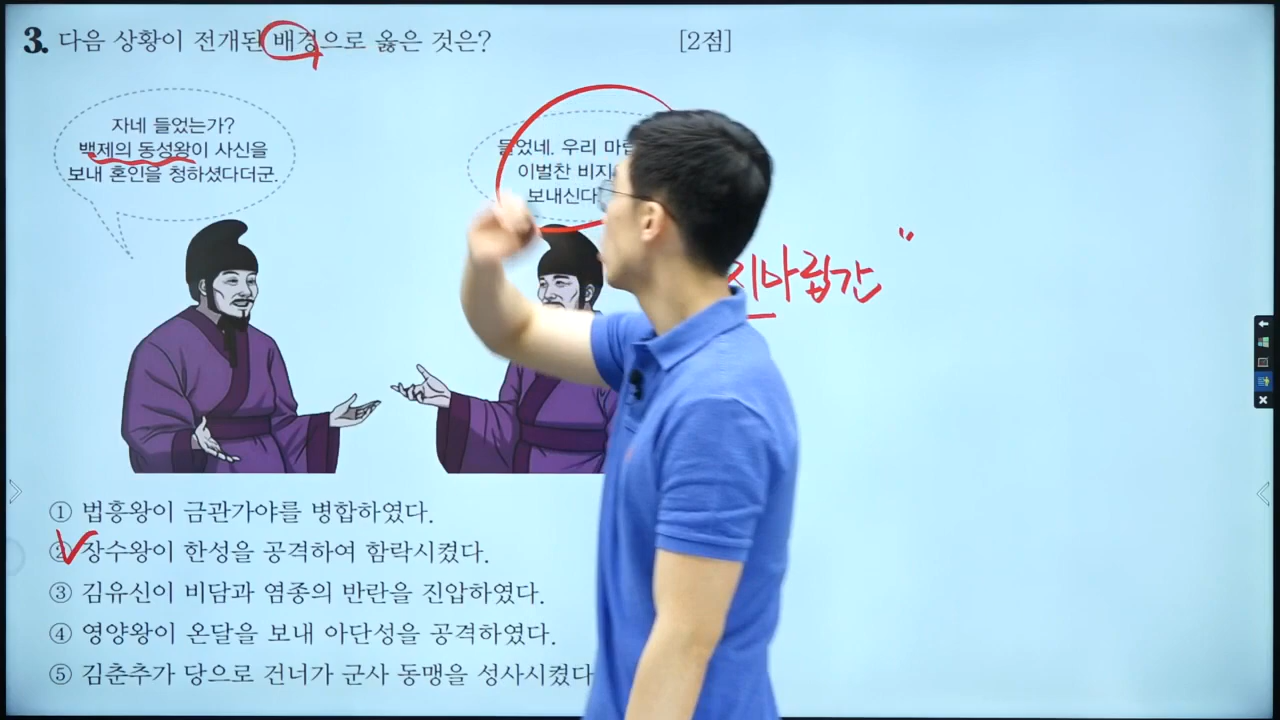 3. 다음 상황이 전개된 배경으로 옳은 것은? [2점]
자네 들었는가?
백제의 동성왕이 사신을
보내 혼인을 청하셨다더군.
들었네. 우리
이벌찬
보내신다
지마립간 "
① 법흥왕이 금관가야를 병합하였다.
② 장수왕이 한성을 공격하여 함락시켰다.
③ 김유신이 비담과 염종의 반란을 진압하였다.
④ 영양왕이 온달을 보내 아단성을 공격하였다.
⑤ 김춘추가 당으로 건너가 군사 동맹을 성사시켰다